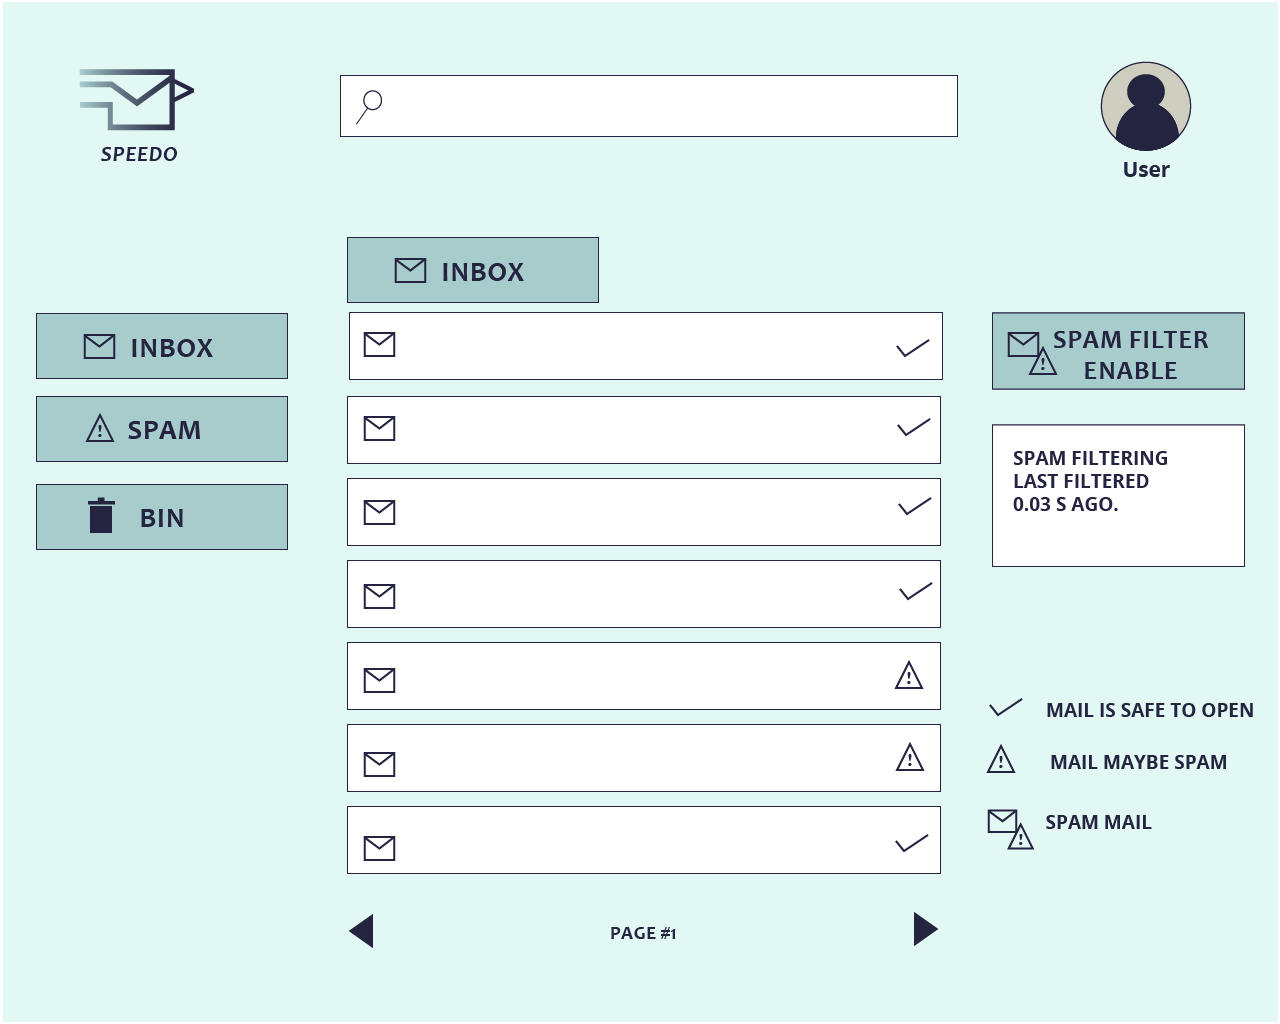 SPEEDO
User
INBOX
INBOX
SPAM
BIN
SPAM FILTER
ENABLE
SPAM FILTERING
LAST FILTERED
0.03 S AGO.
MAIL IS SAFE TO OPEN
MAIL MAYBE SPAM
SPAM MAIL
PAGE #1